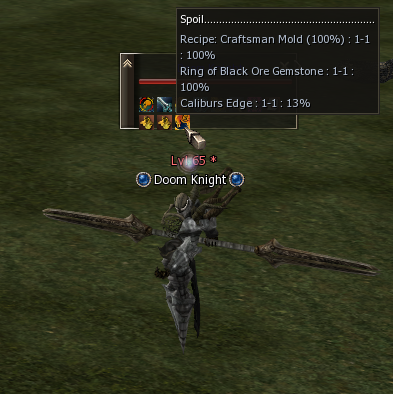 Spoil.......................................................
Recipe: Craftsman Mold (100%) : 1-1
: 100%
Ring of Black Ore Gemstone : 1-1 :
100%
Caliburs Edge : 1-1 : 13%
Lvl 65 *
Doom Knight